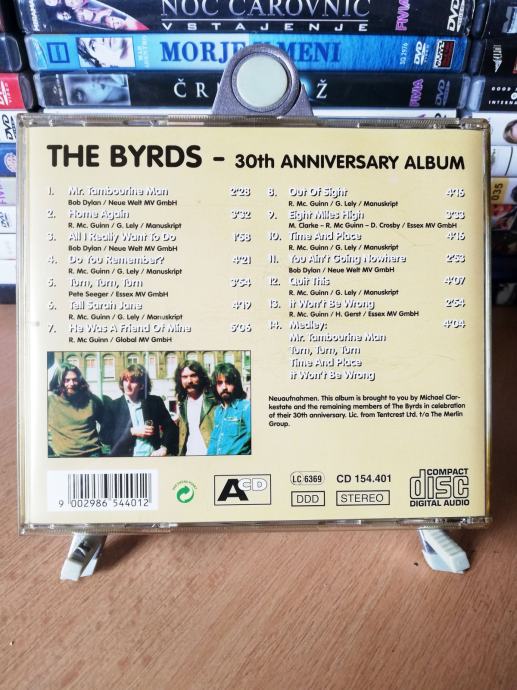 NOĆ ČAROVNIC
VSTAJENJE
MORJE
MENI
THE BYRDS – 30th ANNIVERSARY ALBUM
1. Mr. Tambourine Man 2'28
Bob Dylan / Neue Welt MV GmbH
2. Home Again 3'32
R. Mc Guinn / G. Lely / Manuskript
3. All I Really Want To Do 1'58
Bob Dylan / Neue Welt MV GmbH
4. Do You Remember? 4'21
R. Mc Guinn / G. Lely / Manuskript
5. Turn, Turn, Turn 3'54
Pete Seeger / Essex MV GmbH
6. Tell Sarah Jane 4'19
R. Mc Guinn / G. Lely / Manuskript
7. He Was A Friend Of Mine 5'06
R. Mc Guinn / Global MV GmbH
8. Out Of Sight 4'15
R. Mc. Guinn / G. Lely / Manuskript
9. Eight Miles High 3'33
M. Clarke – R. Mc Guinn – D. Crosby / Essex MV GmbH
10. Time And Place 4'16
R. Mc. Guinn / G. Lely / Manuskript
11. You Ain't Going Nowhere 2'53
Bob Dylan / Neue Welt MV GmbH
12. Quit This 4'07
R. Mc. Guinn / G. Lely / Manuskript
13. It Won't Be Wrong 2'54
R. Mc. Guinn / H. Gerst / Essex MV GmbH
14. Medley: 4'04
Mr. Tambourine Man
Turn, Turn, Turn
Time And Place
It Won't Be Wrong
Neuaufnahmen. This album is brought to you by Michael Clar-
kestate and the remaining members of The Byrds in celebration
of their 30th anniversary. Lic. from Tentcrest Ltd. t/a The Merlin
Group.
9 002986 544012
ACD
LC 6369
CD 154.401
DDD
STEREO
COMPACT
disc
DIGITAL AUDIO